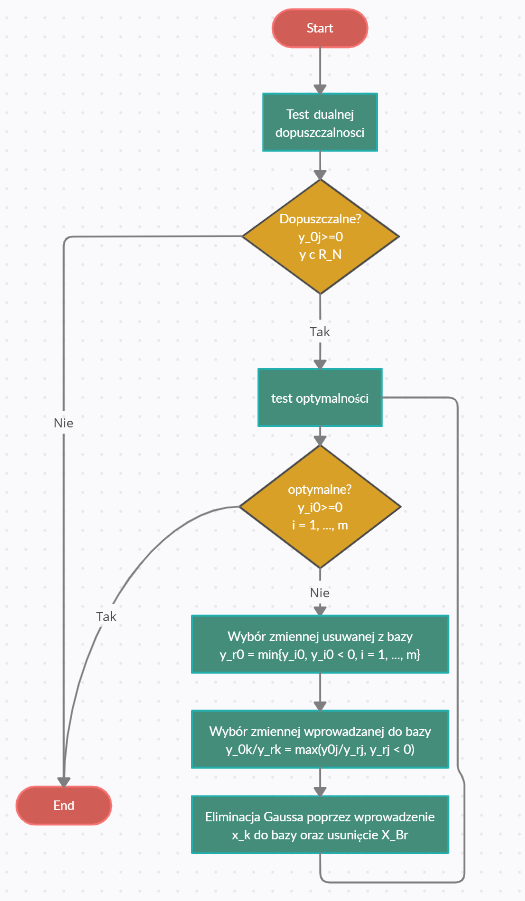 Start
Test dualnej
dopuszczalnosci
Dopuszczalne?
y_0j>=0
y c R_N
Tak
test optymalności
Nie
optymalne?
y_i0>=0
i = 1, ..., m
Nie
Tak
Wybór zmiennej usuwanej z bazy
y_r0 = min{y_i0, y_i0 < 0, i = 1, ..., m}
Wybór zmiennej wprowadzanej do bazy
y_0k/y_rk = max(y0j/y_rj, y_rj < 0)
End
Eliminacja Gaussa poprzez wprowadzenie
x_k do bazy oraz usunięcie X_Br